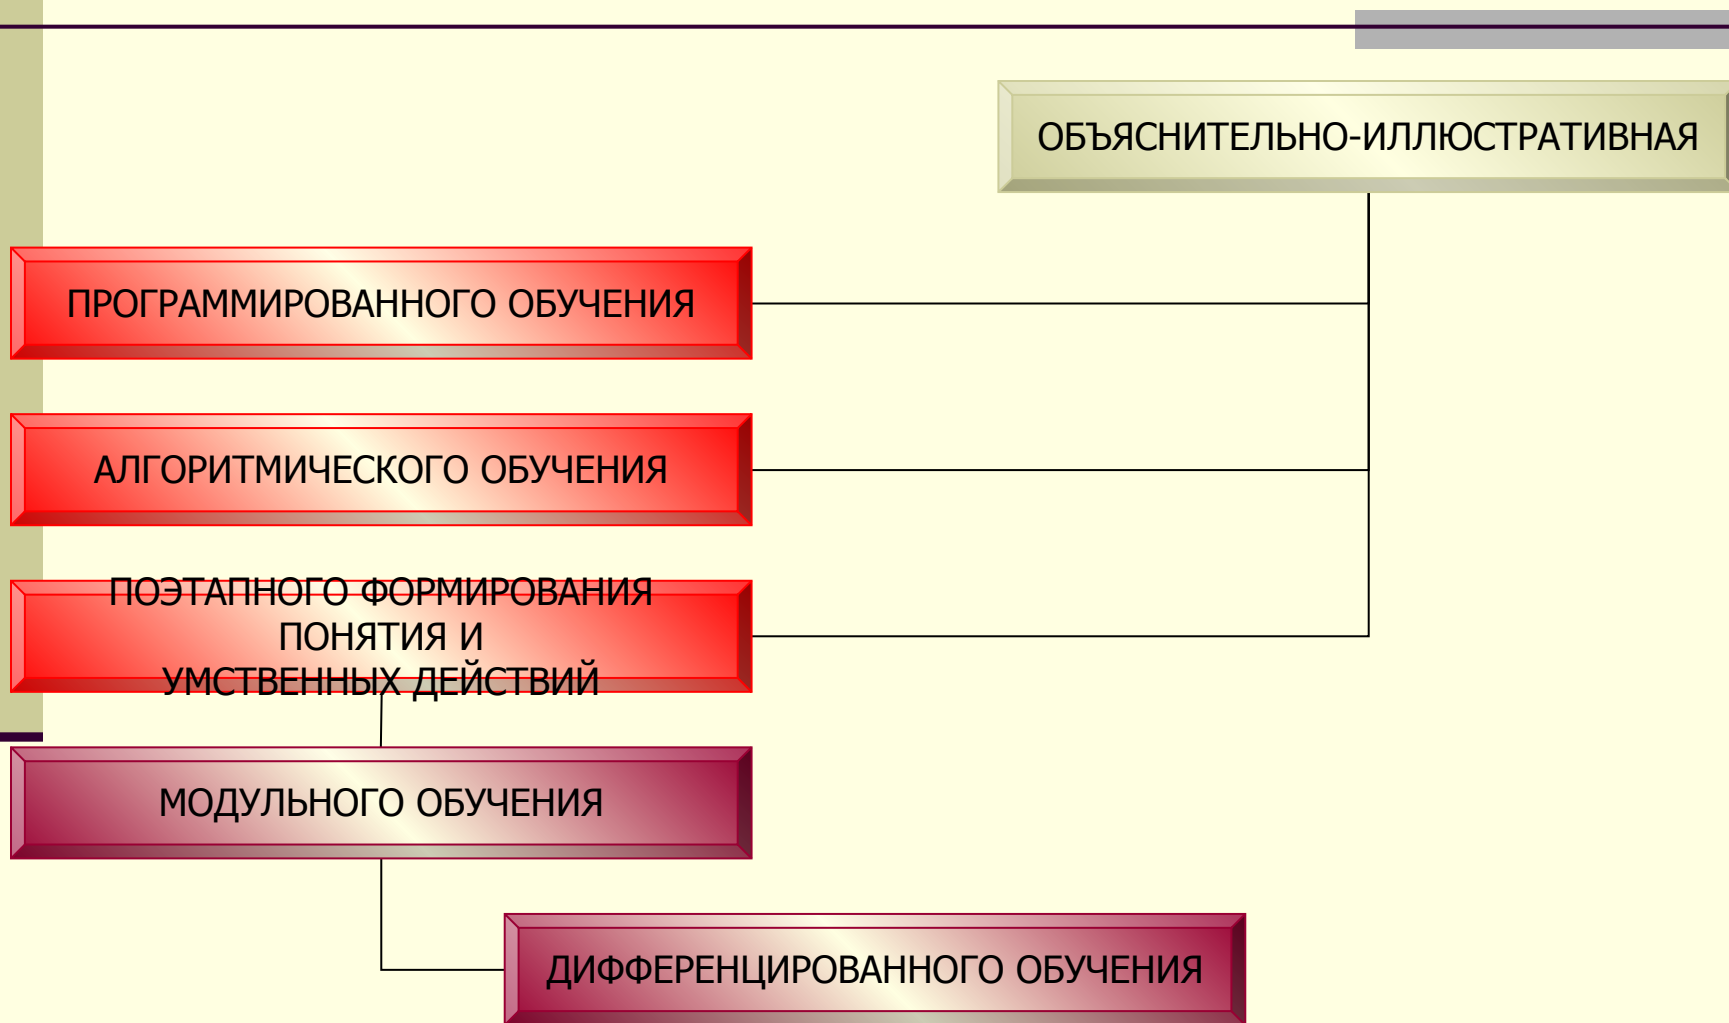 ОБЪЯСНИТЕЛЬНО-ИЛЛЮСТРАТИВНАЯ
ПРОГРАММИРОВАННОГО ОБУЧЕНИЯ
АЛГОРИТМИЧЕСКОГО ОБУЧЕНИЯ
ПОЭТАПНОГО ФОРМИРОВАНИЯ
ПОНЯТИЯ И
УМСТВЕННЫХ ДЕЙСТВИЙ
МОДУЛЬНОГО ОБУЧЕНИЯ
ДИФФЕРЕНЦИРОВАННОГО ОБУЧЕНИЯ